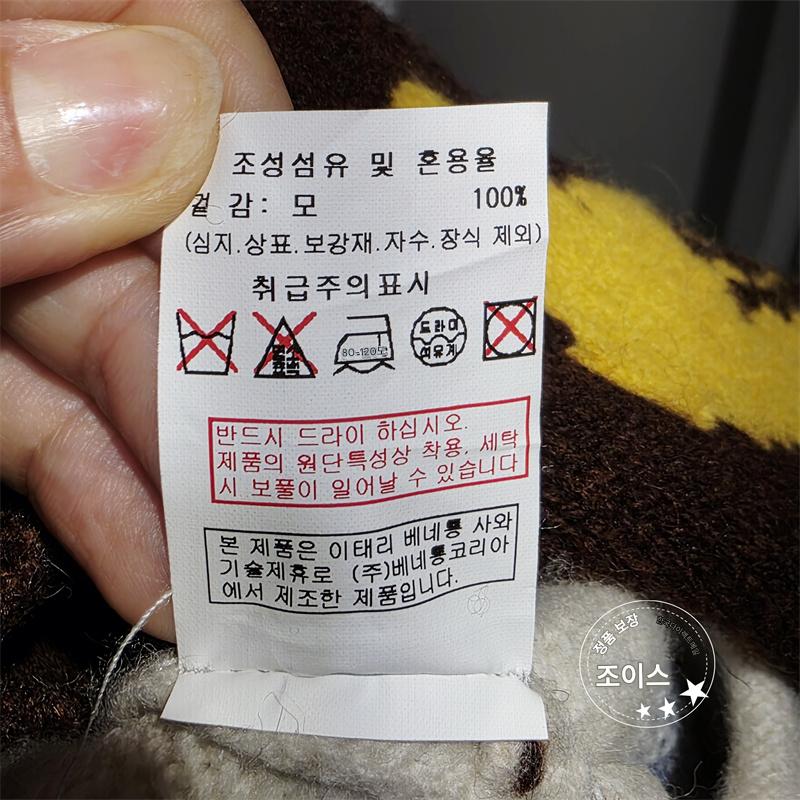 조성섬유 및 혼용율
겉 감: 모 100%
(심지.상표.보강재.자수.장식 제외)
취급주의표시
염소
표백
80~120℃
드라이
석유계
반드시 드라이 하십시오.
제품의 원단특성상 착용, 세탁
시 보풀이 일어날 수 있습니다
본 제품은 이태리 베네통 사와
기술제휴로 (주)베네통코리아
에서 제조한 제품입니다.
정품 보장
조이스